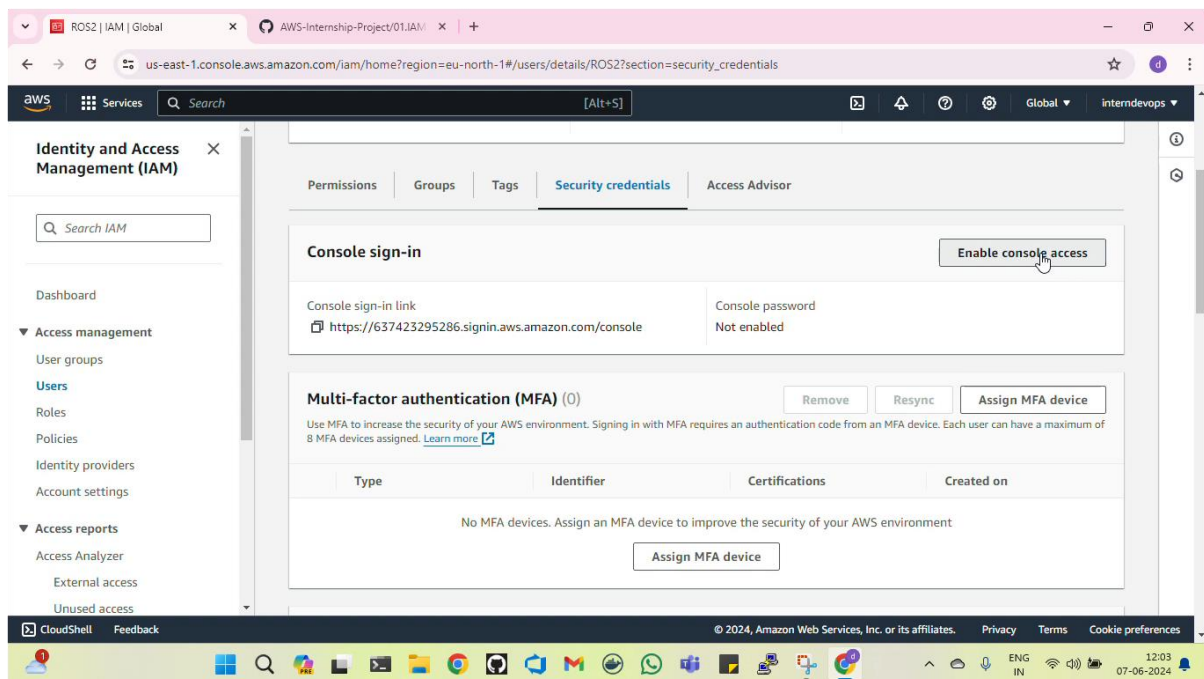 ROS2 | IAM | Global
AWS-Internship-Project/01.IAM
us-east-1.console.aws.amazon.com/iam/home?region=eu-north-1#/users/details/ROS2?section=security_credentials
d
aws
Services
Search
[Alt+S]
Global
interndevops
Identity and Access
Management (IAM)
Search IAM
Dashboard
Access management
User groups
Users
Roles
Policies
Identity providers
Account settings
Access reports
Access Analyzer
External access
Unused access
Permissions
Groups
Tags
Security credentials
Access Advisor
Console sign-in
Enable console access
Console sign-in link
https://637423295286.signin.aws.amazon.com/console
Console password
Not enabled
Multi-factor authentication (MFA) (0)
Remove
Resync
Assign MFA device
Use MFA to increase the security of your AWS environment. Signing in with MFA requires an authentication code from an MFA device. Each user can have a maximum of
8 MFA devices assigned. Learn more
Type
Identifier
Certifications
Created on
No MFA devices. Assign an MFA device to improve the security of your AWS environment
Assign MFA device
CloudShell
Feedback
© 2024, Amazon Web Services, Inc. or its affiliates.
Privacy
Terms
Cookie preferences
1
PRE
d
ENG
IN
12:03
07-06-2024